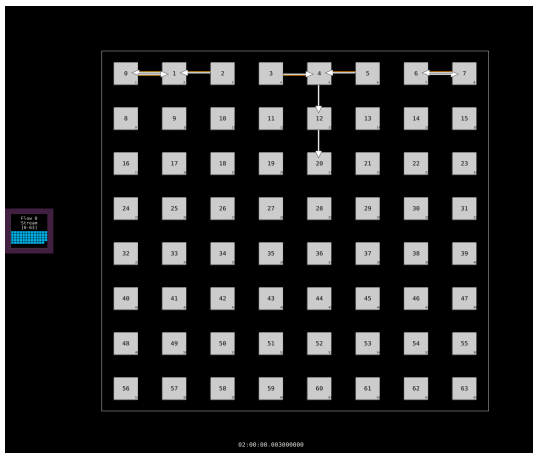 0 1 2 3 4 5 6 7
8 9 10 11 12 13 14 15
16 17 18 19 20 21 22 23
Flow 0
Stream
[0-63]
24 25 26 27 28 29 30 31
32 33 34 35 36 37 38 39
40 41 42 43 44 45 46 47
48 49 50 51 52 53 54 55
56 57 58 59 60 61 62 63
02:00:00.003000000